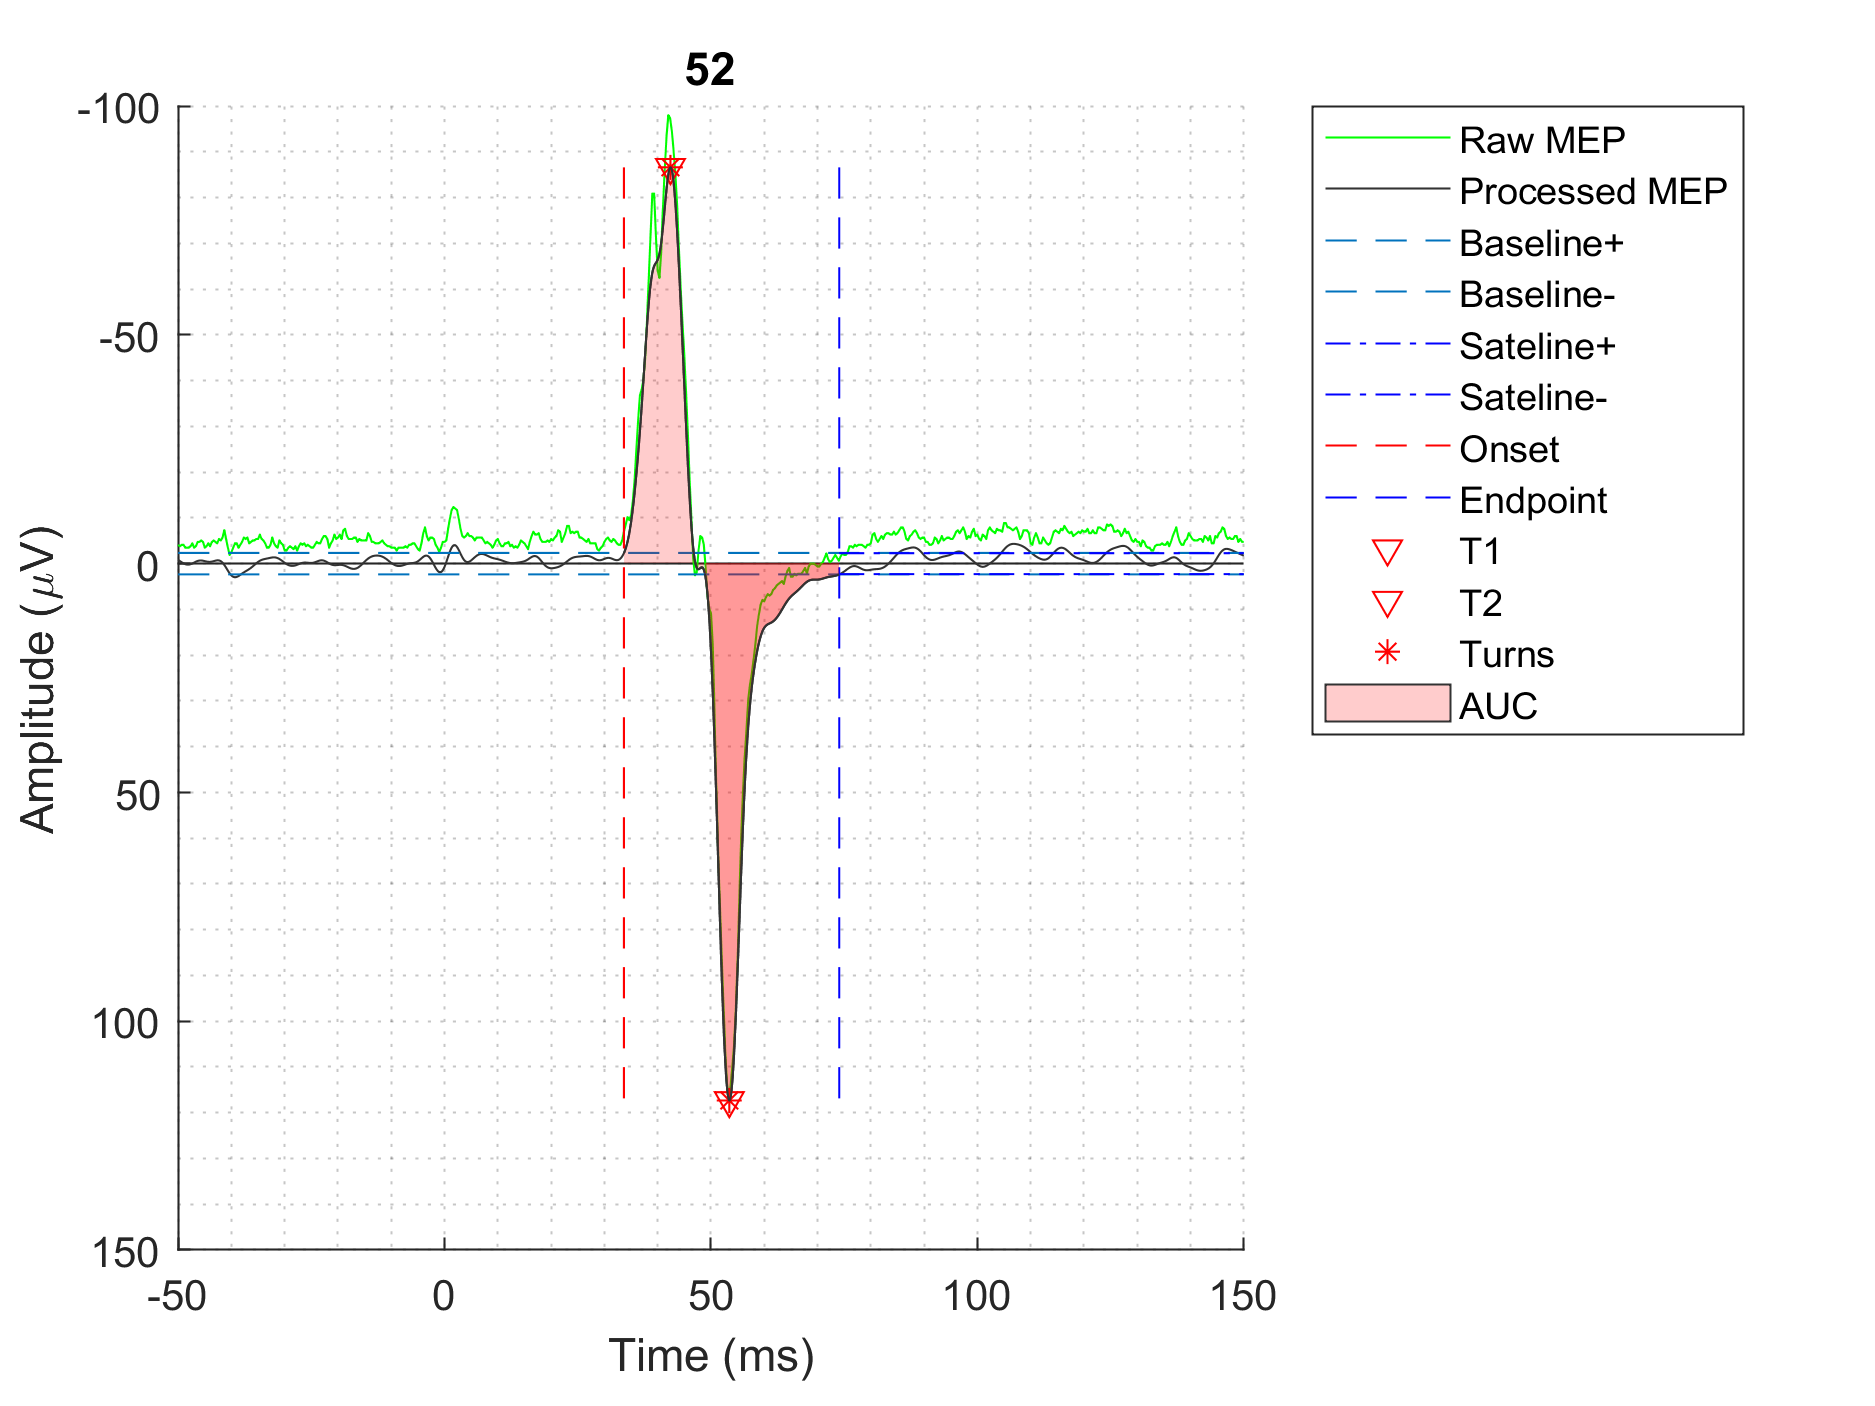 52
-100
-50
0
50
100
150
Amplitude (μV)
-50 0 50 100 150
Time (ms)
Raw MEP
Processed MEP
Baseline+
Baseline-
Sateline+
Sateline-
Onset
Endpoint
T1
T2
Turns
AUC